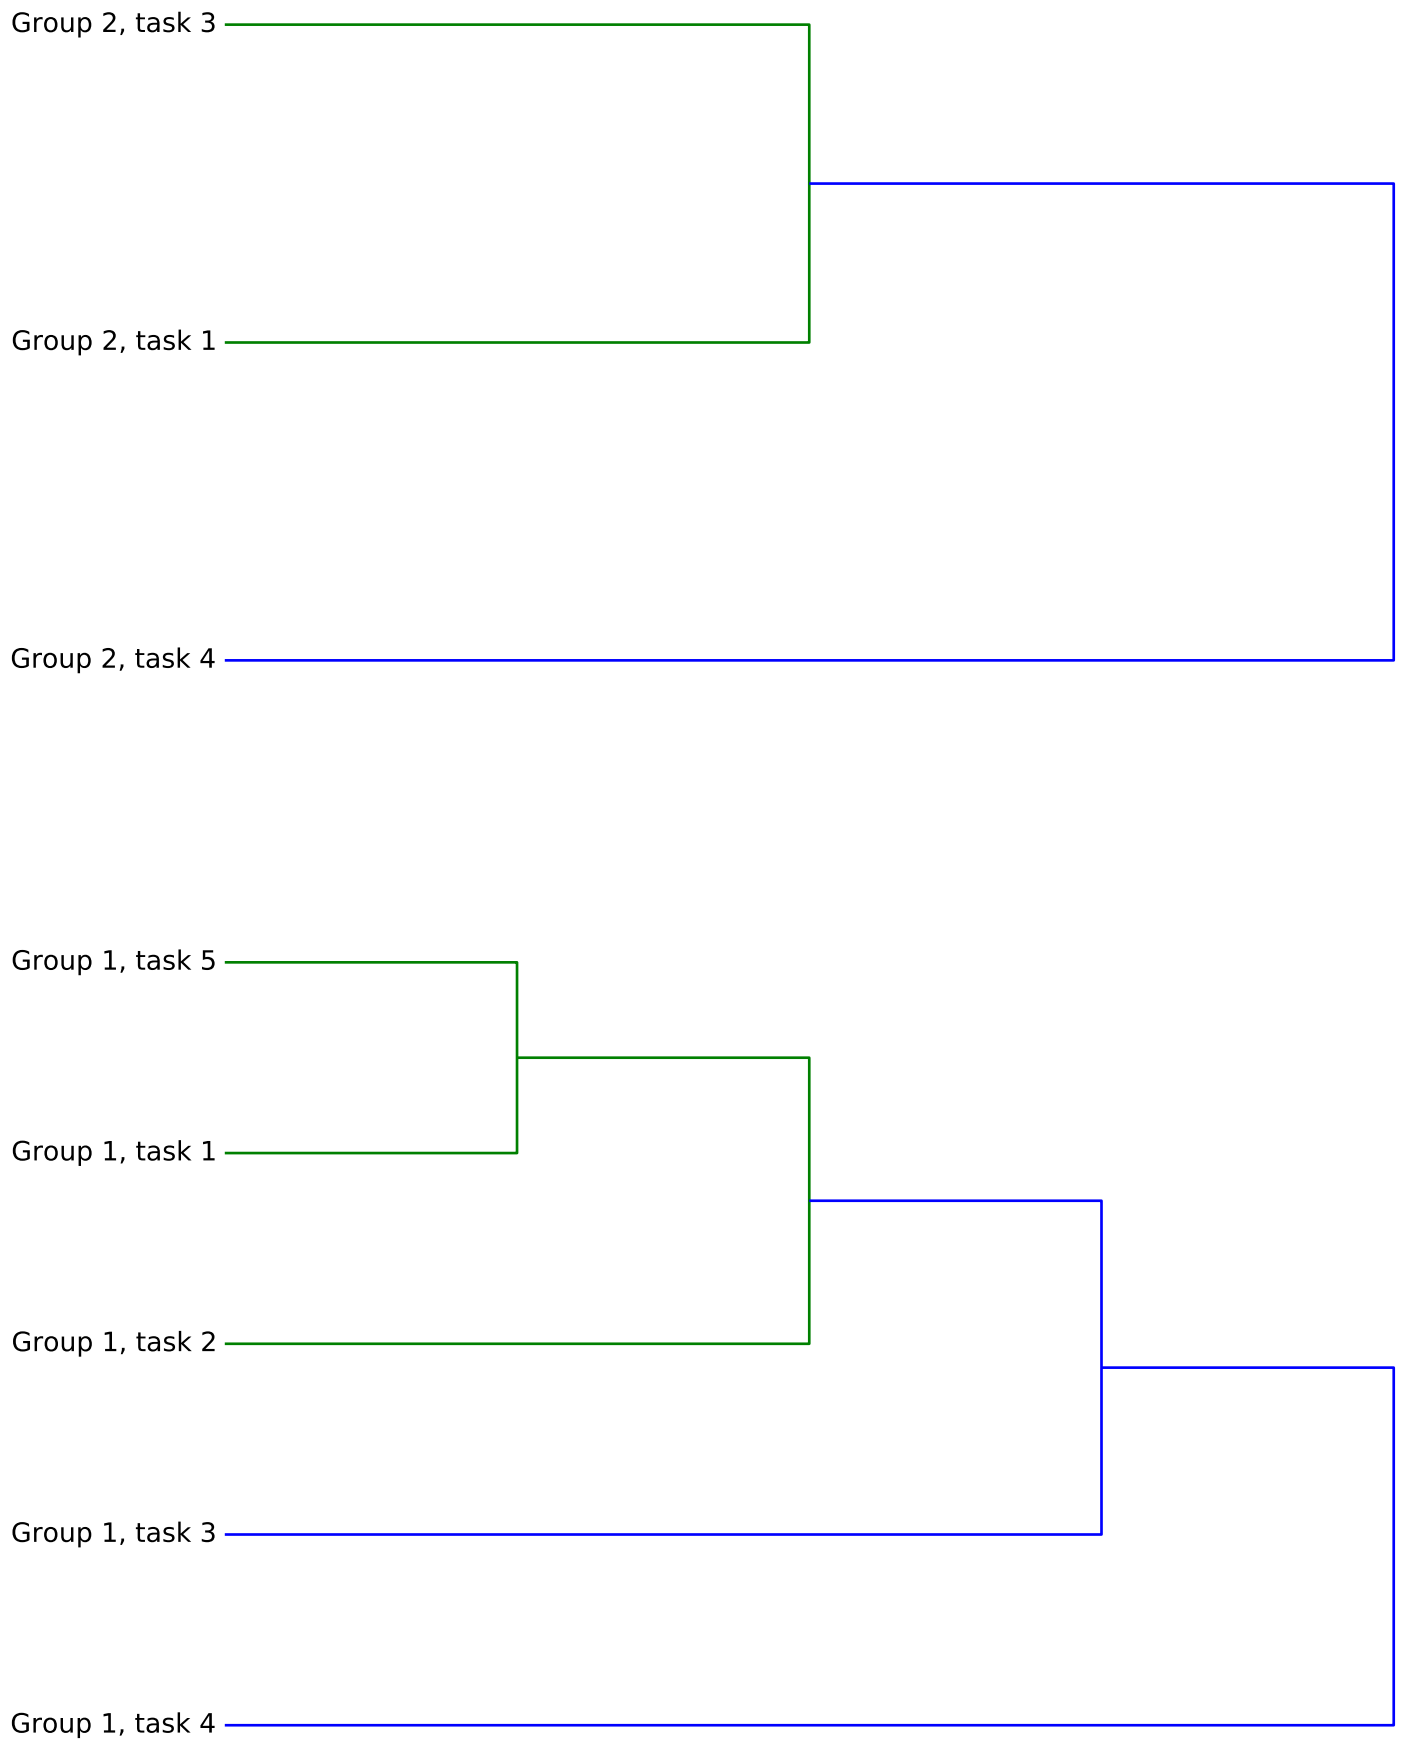 Group 2, task 3
Group 2, task 1
Group 2, task 4
Group 1, task 5
Group 1, task 1
Group 1, task 2
Group 1, task 3
Group 1, task 4